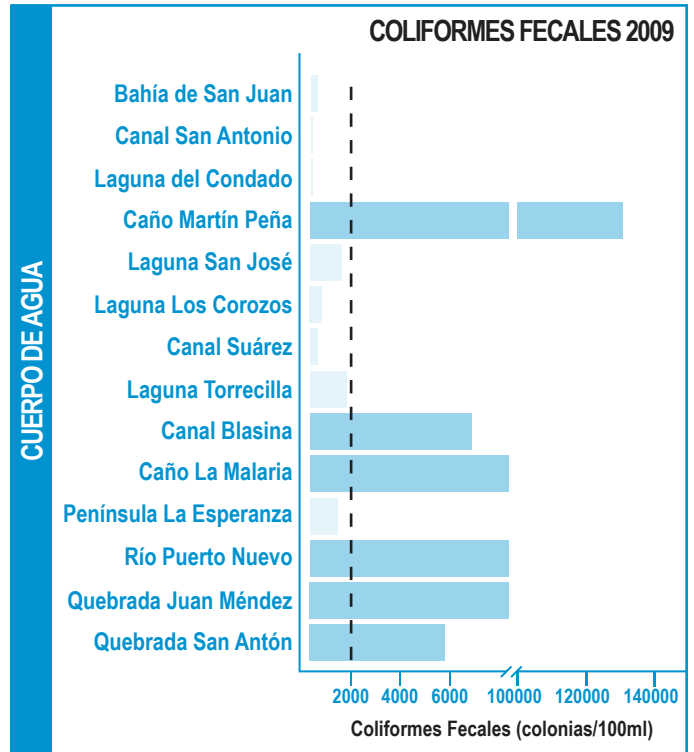 COLIFORMES FECALES 2009
CUERPO DE AGUA
Bahía de San Juan
Canal San Antonio
Laguna del Condado
Caño Martín Peña
Laguna San José
Laguna Los Corozos
Canal Suárez
Laguna Torrecilla
Canal Blasina
Caño La Malaria
Península La Esperanza
Río Puerto Nuevo
Quebrada Juan Méndez
Quebrada San Antón
2000 4000 6000 100000 120000 140000
Coliformes Fecales (colonias/100ml)